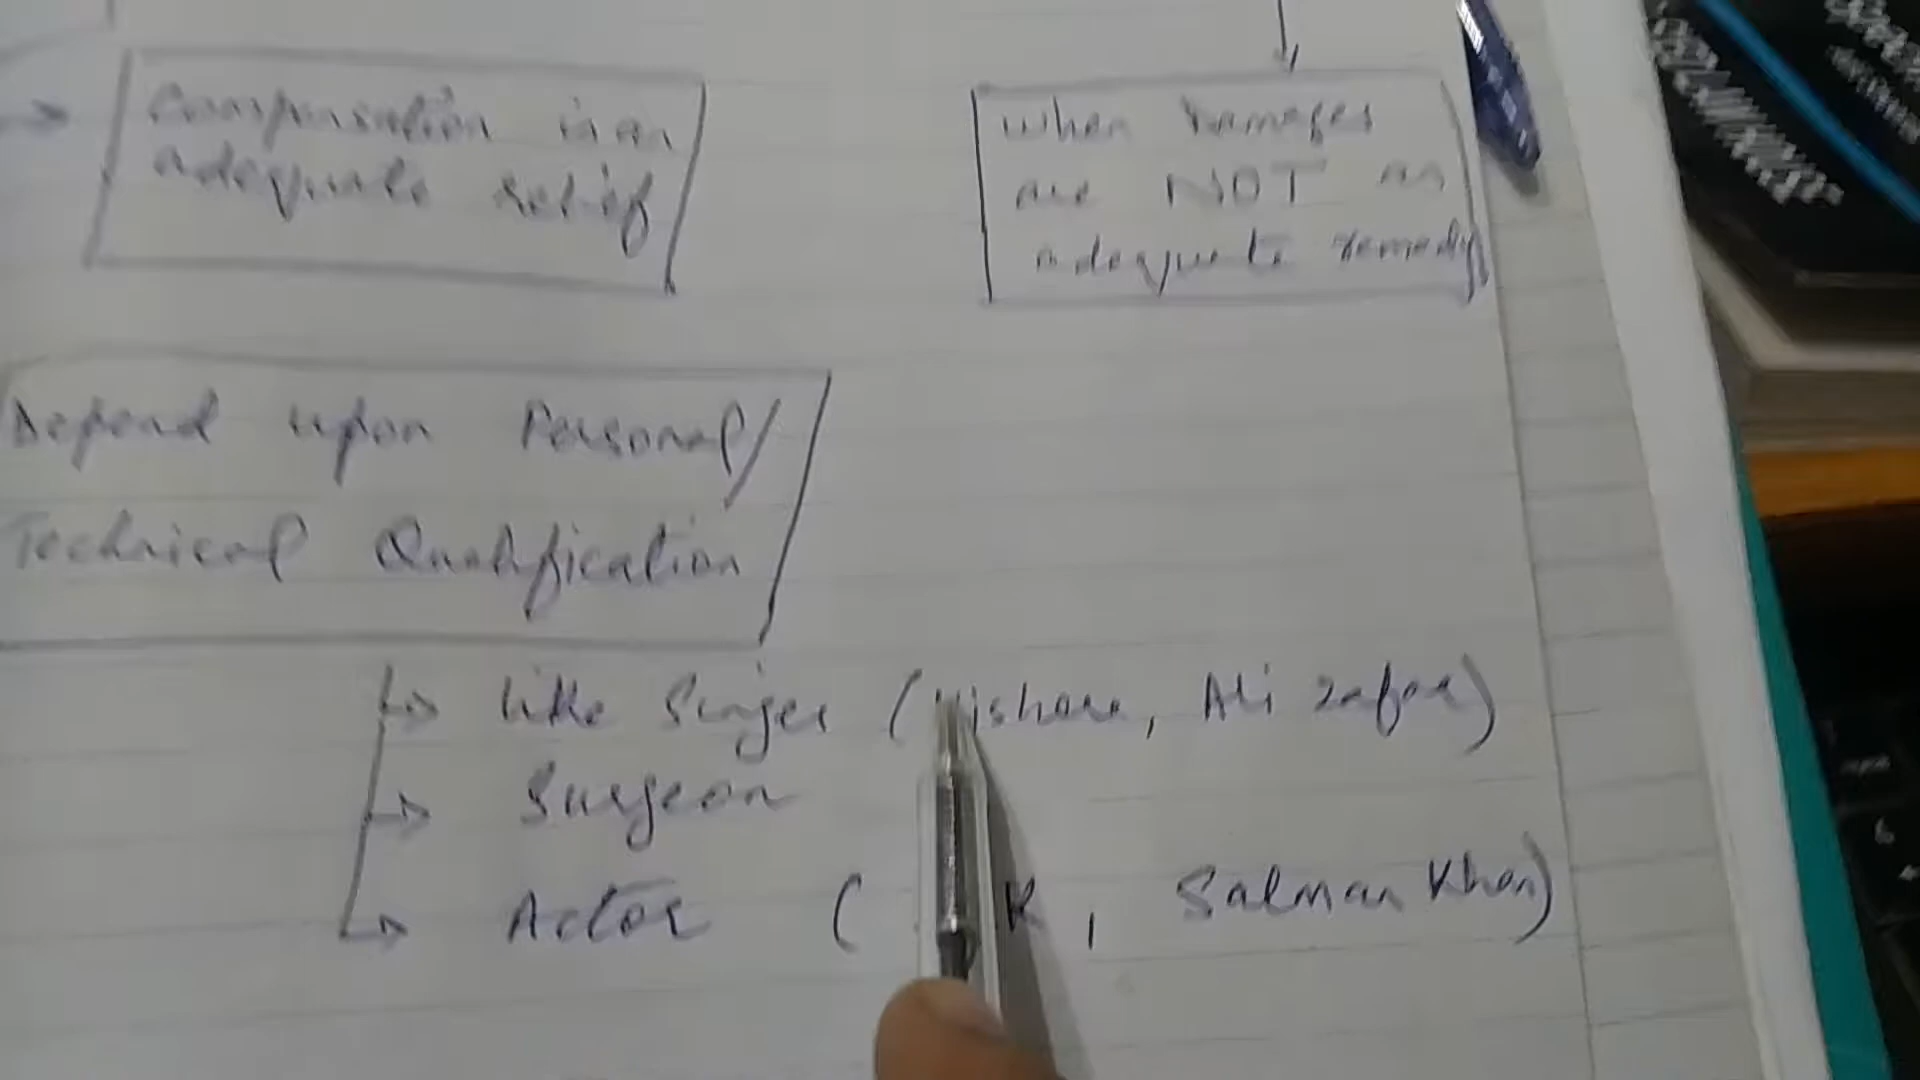 Compensation is an
adequate relief
When Damages
are NOT an
adequate remedy
Depend upon Personal/
Technical Qualification
Like Singer (Mishare, Ali Zafar)
Surgeon
Actor ( K, Salman Khan)